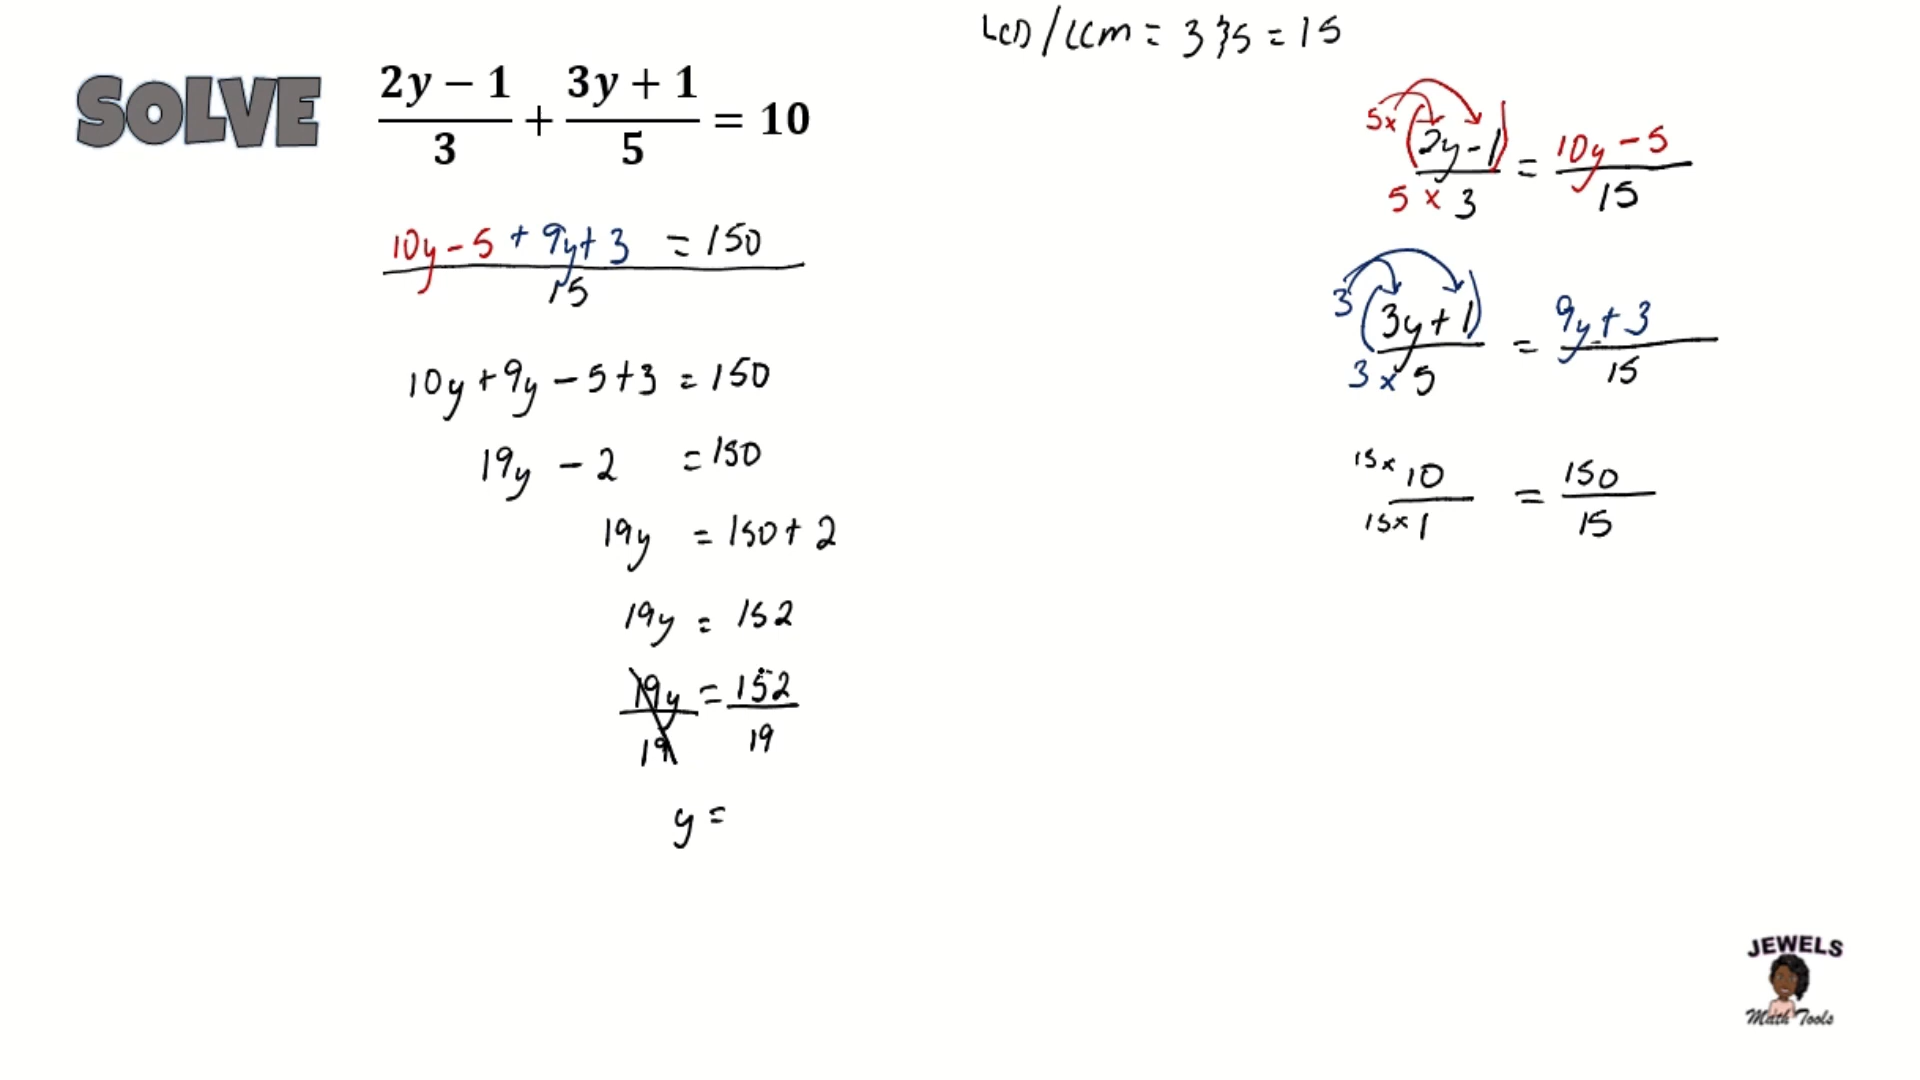 LCD/LCM = 3 & 5 = 15
SOLVE (2y − 1)/3 + (3y + 1)/5 = 10
5x(2y - 1) / 5 x 3 = 10y - 5 / 15
10y - 5 + 9y + 3 = 150 / 15
3(3y + 1) / 3 x 5 = 9y + 3 / 15
10y + 9y - 5 + 3 = 150
19y - 2 = 150
15x 10 / 15x 1 = 150 / 15
19y = 150 + 2
19y = 152
19y / 19 = 152 / 19
y =
JEWELS
Math Tools